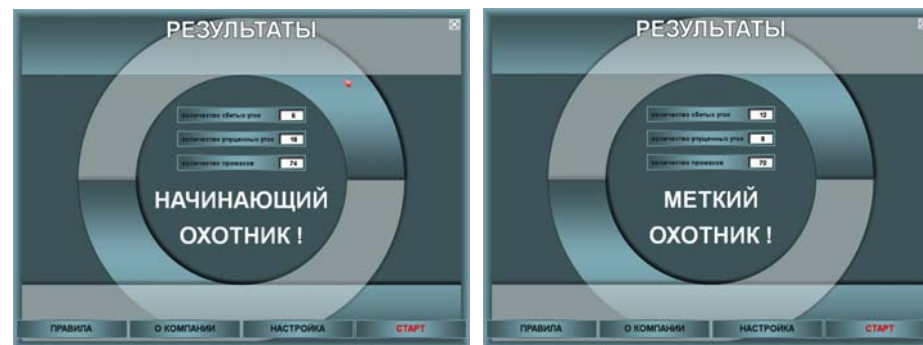 РЕЗУЛЬТАТЫ
количество сбитых уток 6
количество упущенных уток 18
количество промахов 74
НАЧИНАЮЩИЙ
ОХОТНИК !
ПРАВИЛА О КОМПАНИИ НАСТРОЙКА СТАРТ
РЕЗУЛЬТАТЫ
количество сбитых уток 12
количество упущенных уток 8
количество промахов 70
МЕТКИЙ
ОХОТНИК !
ПРАВИЛА О КОМПАНИИ НАСТРОЙКА СТАРТ